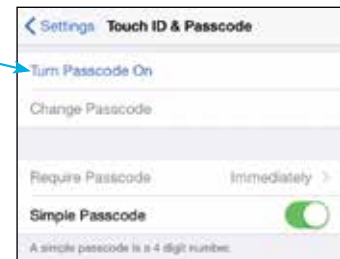 Settings Touch ID & Passcode
Turn Passcode On
Change Passcode
Require Passcode Immediately
Simple Passcode
A simple passcode is a 4 digit number.